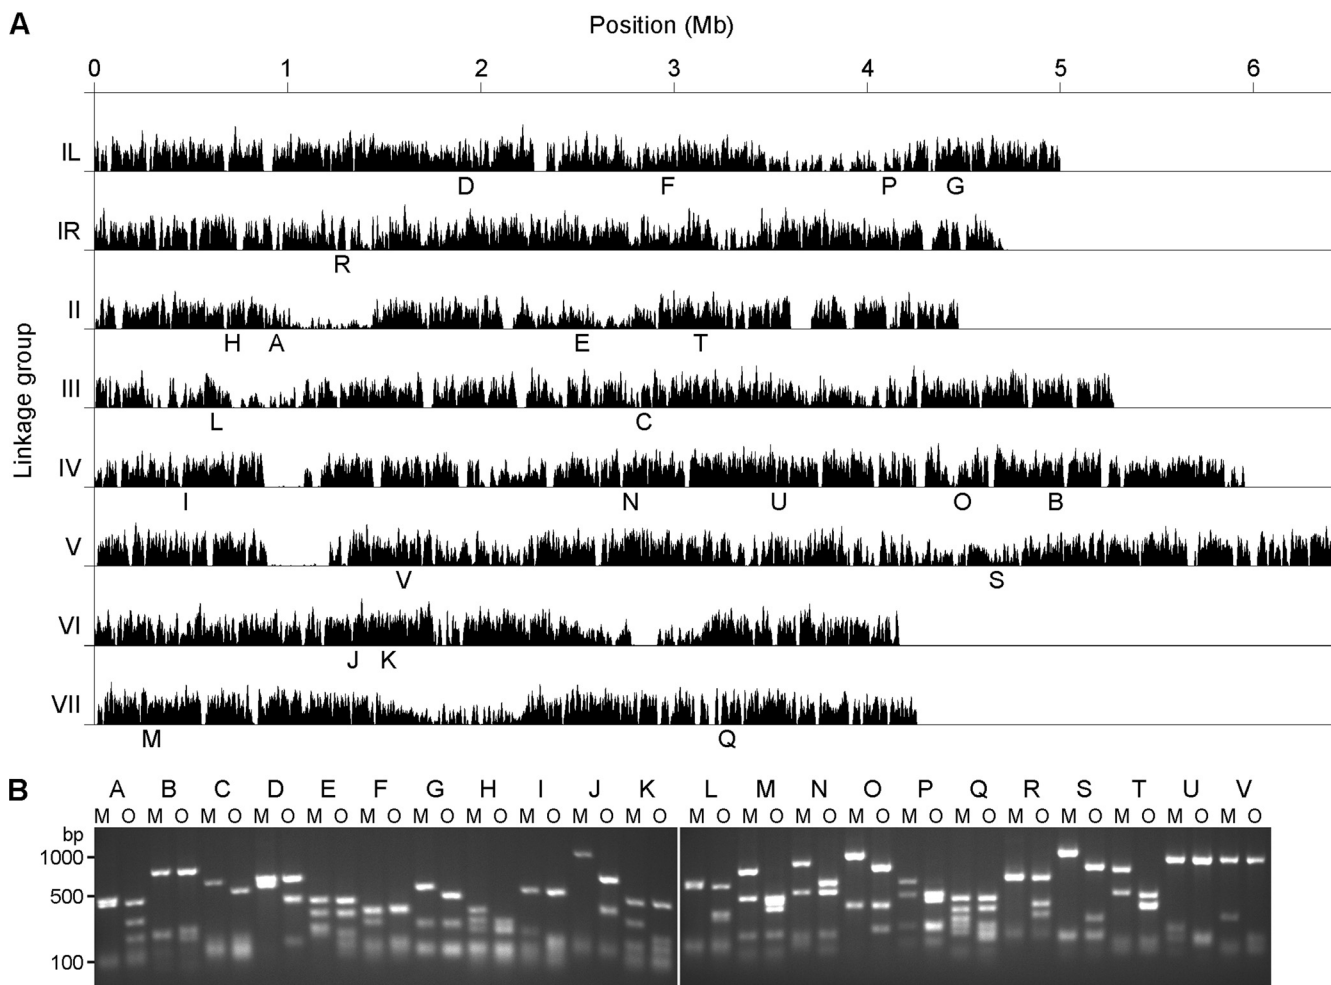 A
Position (Mb)
0 1 2 3 4 5 6
Linkage group
IL
D F P G
IR
R
II
H A E T
III
L C
IV
I N U O B
V
V S
VI
J K
VII
M Q
B
A B C D E F G H I J K L M N O P Q R S T U V
M O M O M O M O M O M O M O M O M O M O M O M O M O M O M O M O M O M O M O M O M O M O
bp
1000
500
100